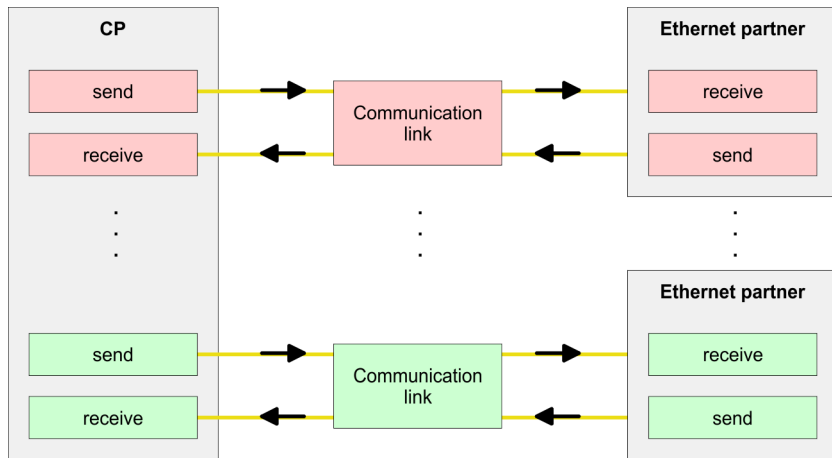 CP
Ethernet partner
send
receive
Communication
link
receive
send
Ethernet partner
send
receive
Communication
link
receive
send